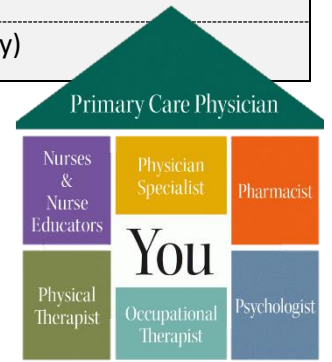 y)
Primary Care Physician
Nurses
&
Nurse
Educators
Physician
Specialist
Pharmacist
You
Physical
Therapist
Occupational
Therapist
Psychologist